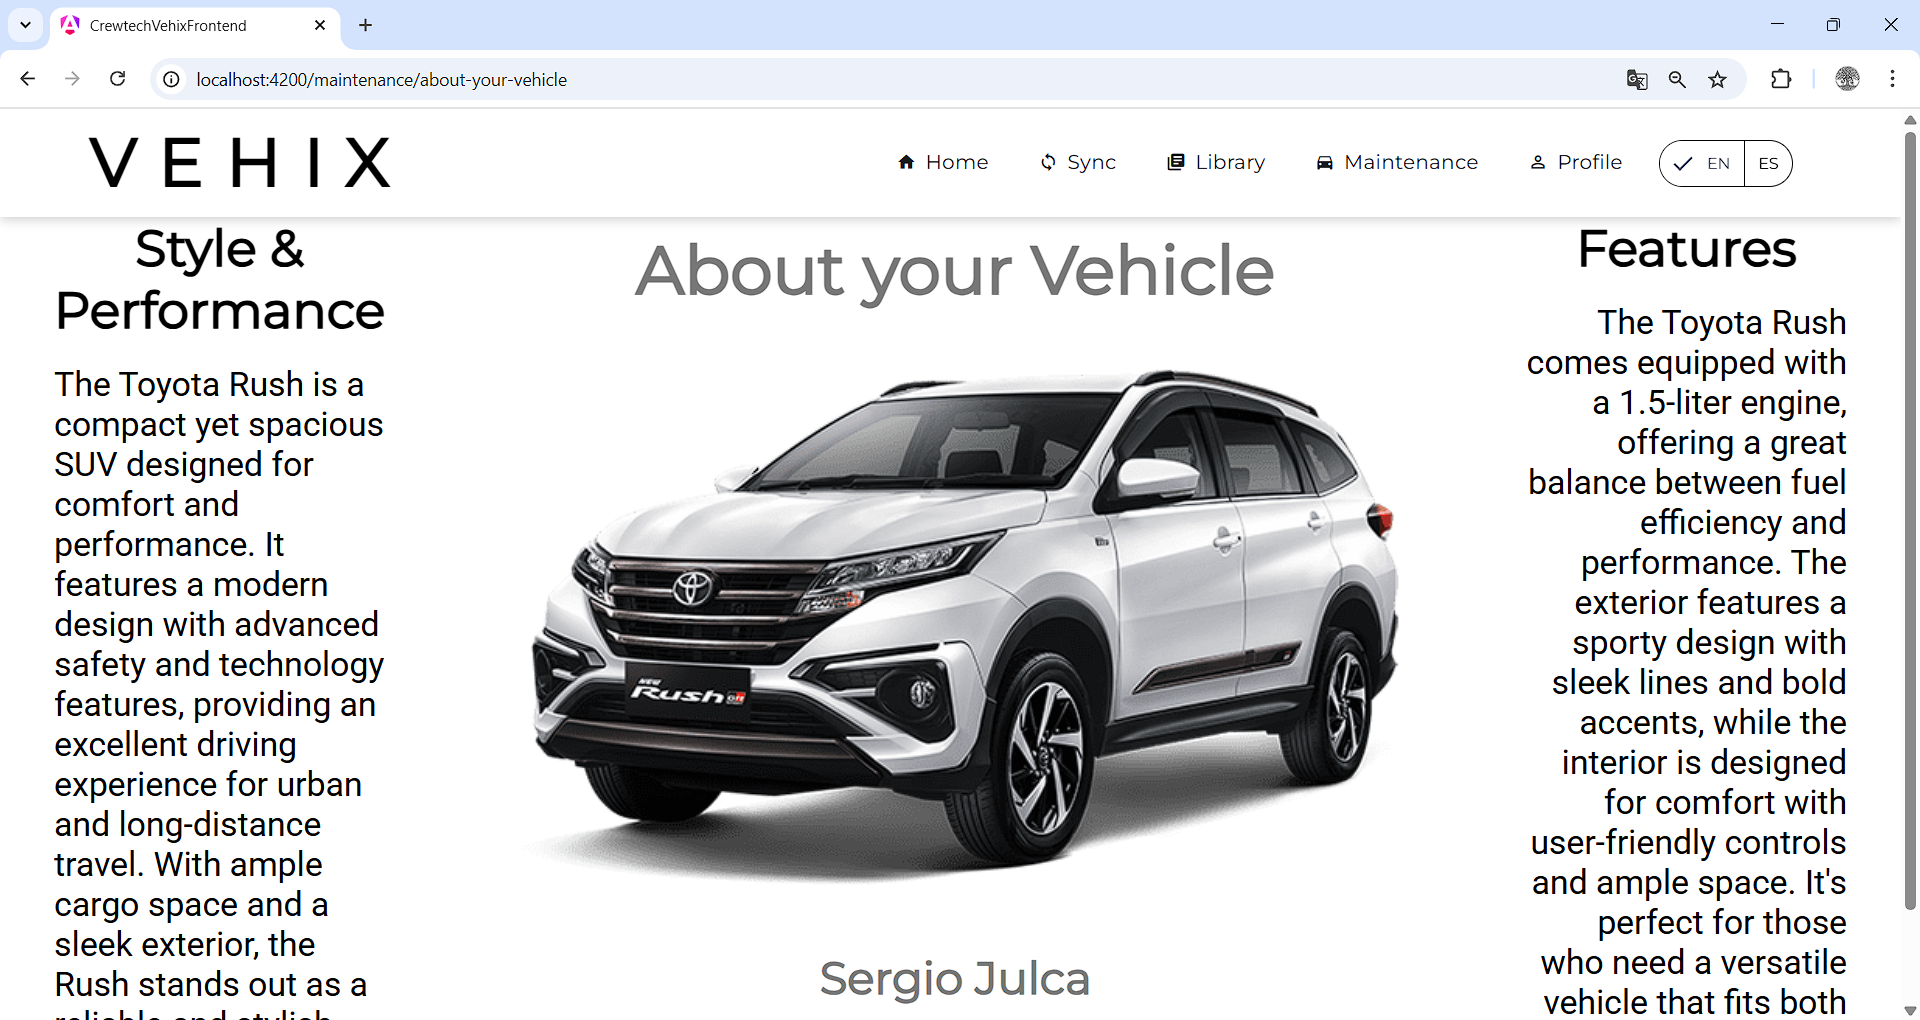 CrewtechVehixFrontend
localhost:4200/maintenance/about-your-vehicle
VEHIX
Home
Sync
Library
Maintenance
Profile
EN
ES
Style &
Performance
The Toyota Rush is a
compact yet spacious
SUV designed for
comfort and
performance. It
features a modern
design with advanced
safety and technology
features, providing an
excellent driving
experience for urban
and long-distance
travel. With ample
cargo space and a
sleek exterior, the
Rush stands out as a
reliable and stylish
About your Vehicle
NEW
Rush
Sergio Julca
Features
The Toyota Rush
comes equipped with
a 1.5-liter engine,
offering a great
balance between fuel
efficiency and
performance. The
exterior features a
sporty design with
sleek lines and bold
accents, while the
interior is designed
for comfort with
user-friendly controls
and ample space. It's
perfect for those
who need a versatile
vehicle that fits both